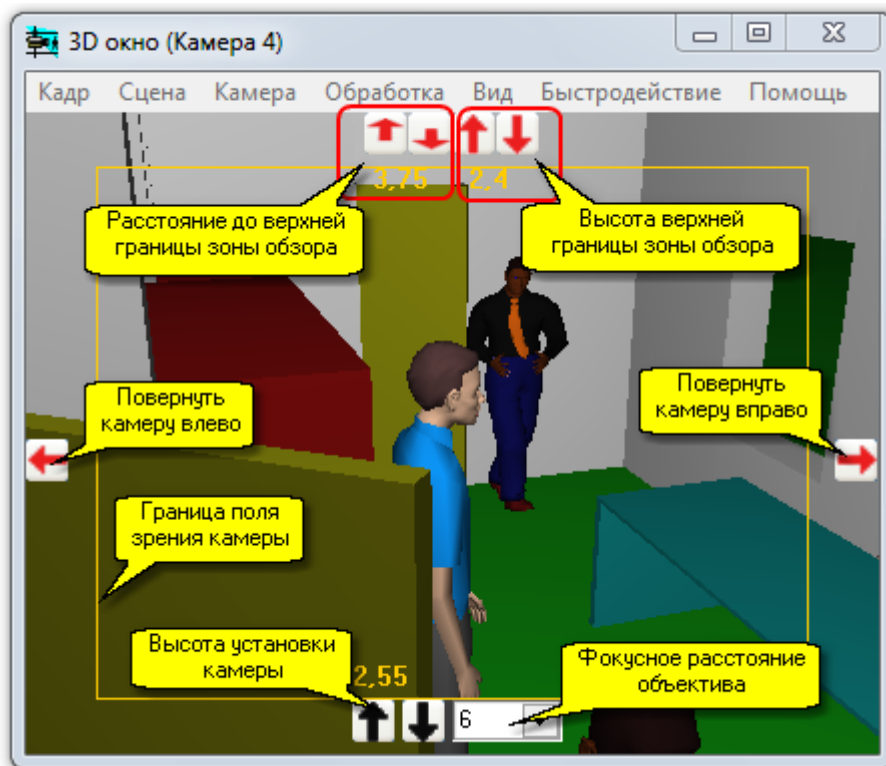 3D окно (Камера 4)
Кадр Сцена Камера Обработка Вид Быстродействие Помощь
3,75 2,4
Расстояние до верхней
границы зоны обзора
Высота верхней
границы зоны обзора
Повернуть
камеру влево
Повернуть
камеру вправо
Граница поля
зрения камеры
Высота установки
камеры
2,55
Фокусное расстояние
объектива
6